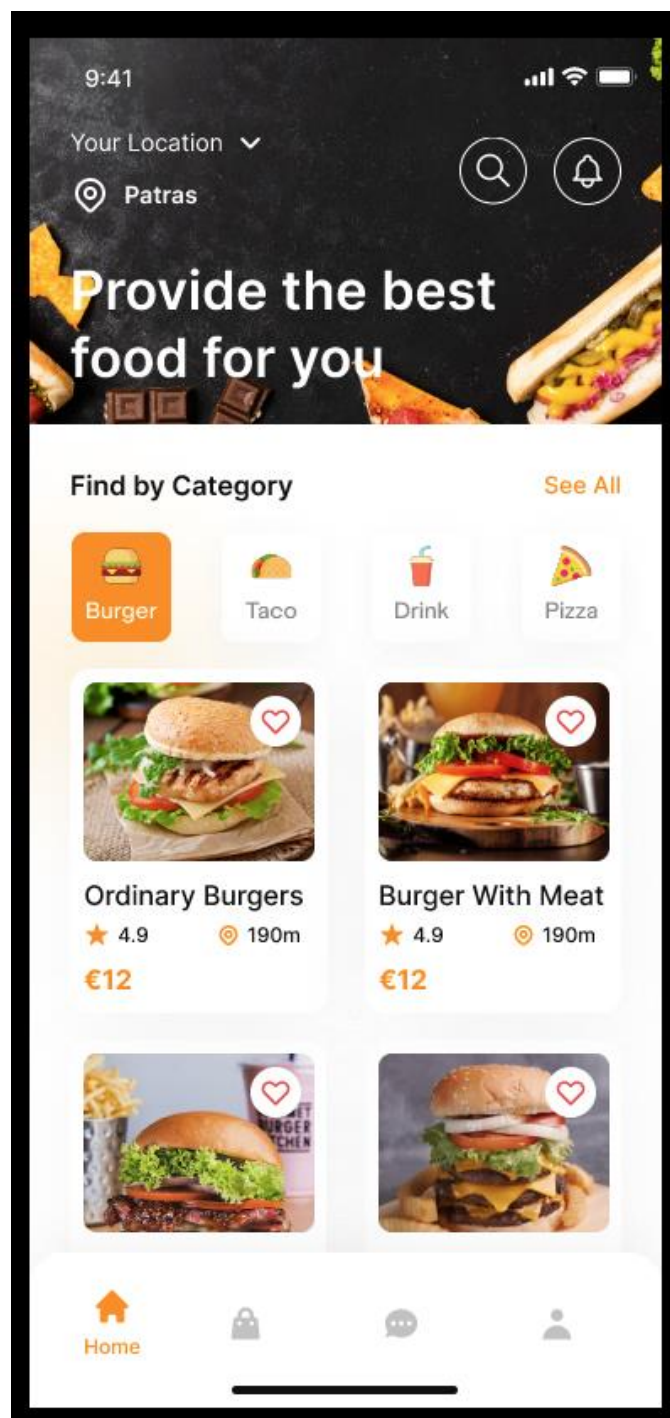 9:41
Your Location
Patras
Provide the best
food for you
Find by Category
See All
Burger
Taco
Drink
Pizza
Ordinary Burgers
Burger With Meat
4.9
190m
4.9
190m
€12
€12
BURGER
Home